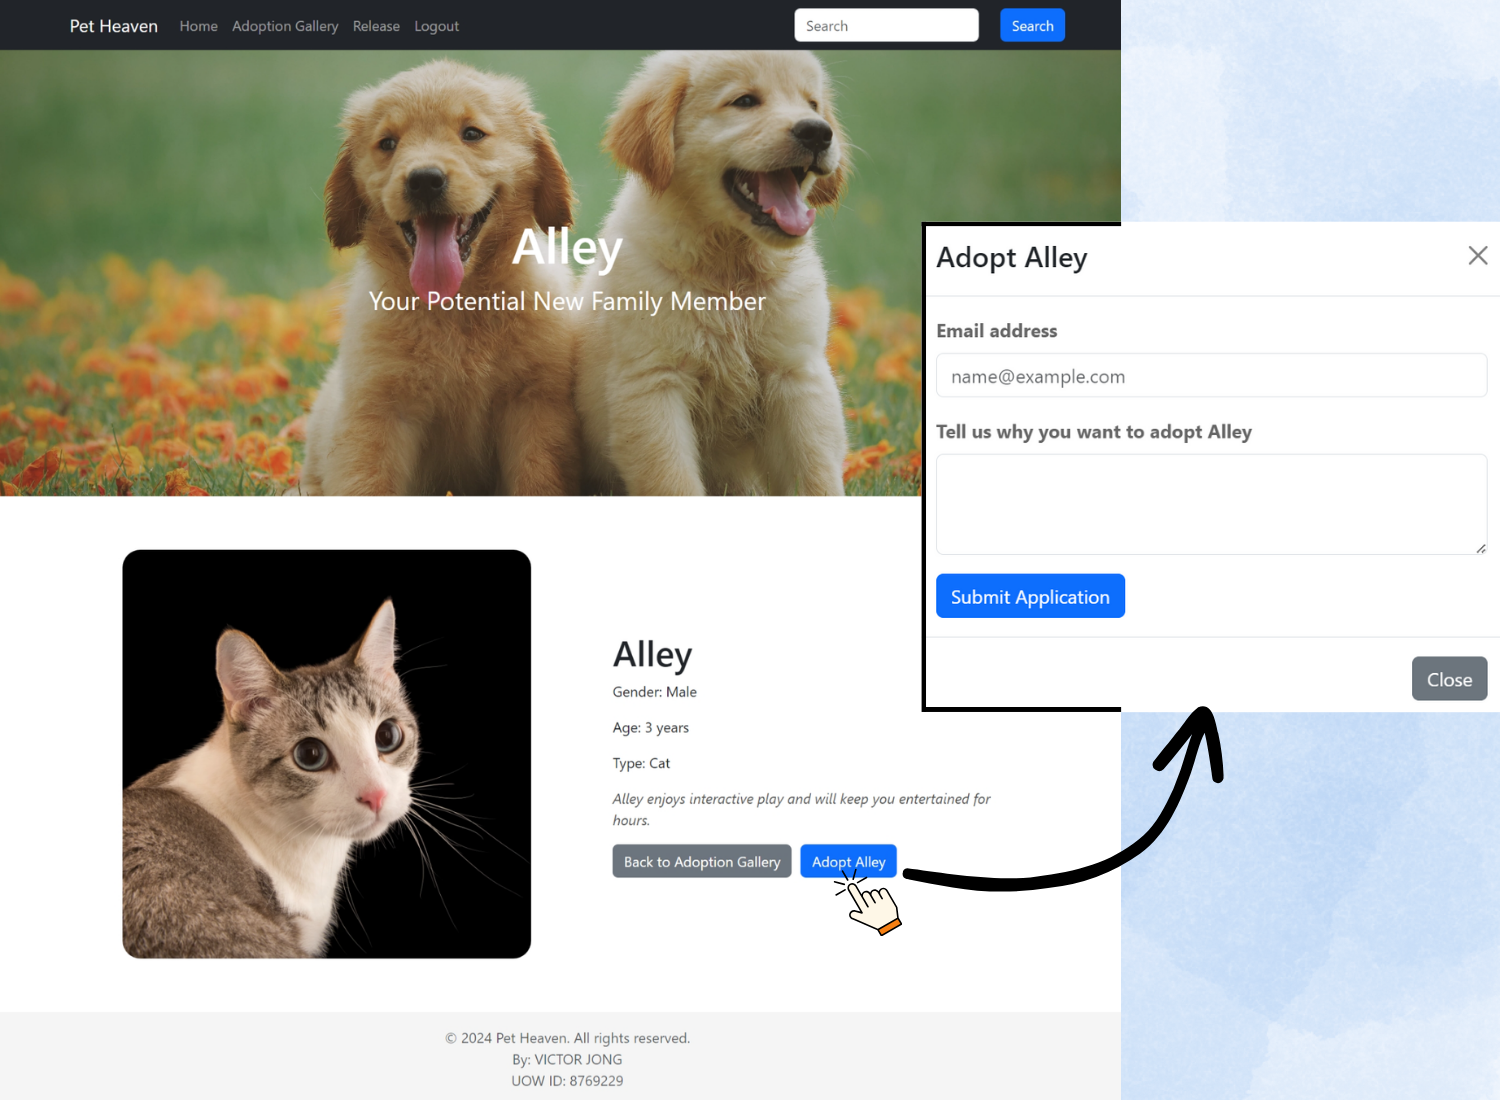 Pet Heaven Home Adoption Gallery Release Logout Search Search
Alley
Your Potential New Family Member
Adopt Alley
Email address
name@example.com
Tell us why you want to adopt Alley
Submit Application
Close
Alley
Gender: Male
Age: 3 years
Type: Cat
Alley enjoys interactive play and will keep you entertained for
hours.
Back to Adoption Gallery Adopt Alley
© 2024 Pet Heaven. All rights reserved.
By: VICTOR JONG
UOW ID: 8769229